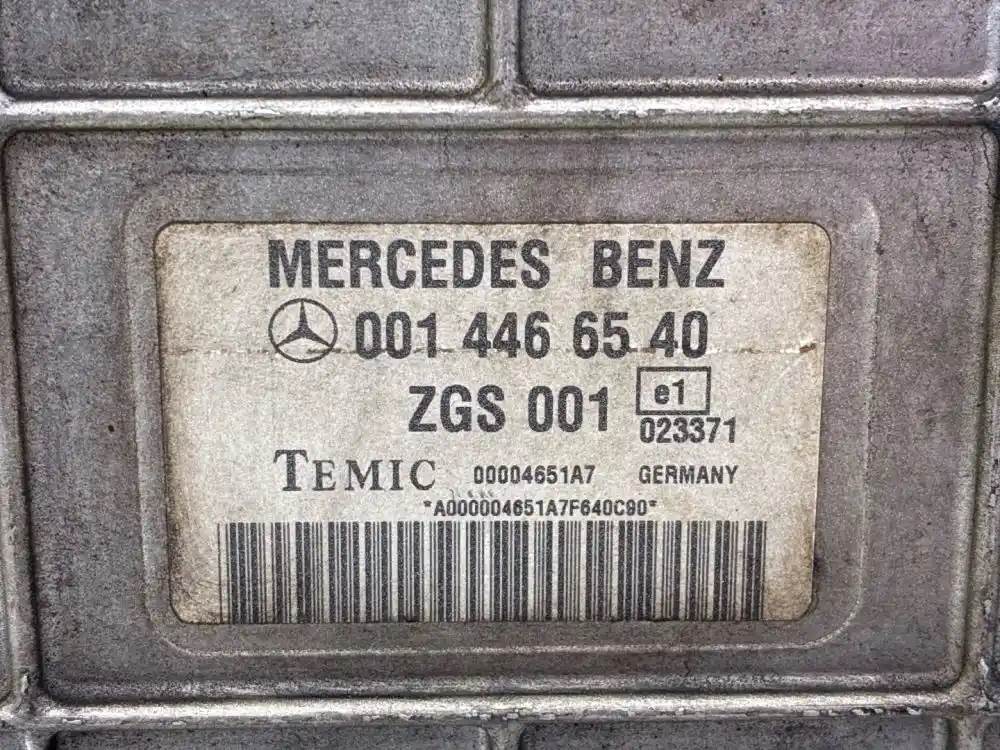 MERCEDES BENZ
001 446 65 40
ZGS 001 e1
023371
TEMIC 00004651A7 GERMANY
*A000004651A7F640C90*